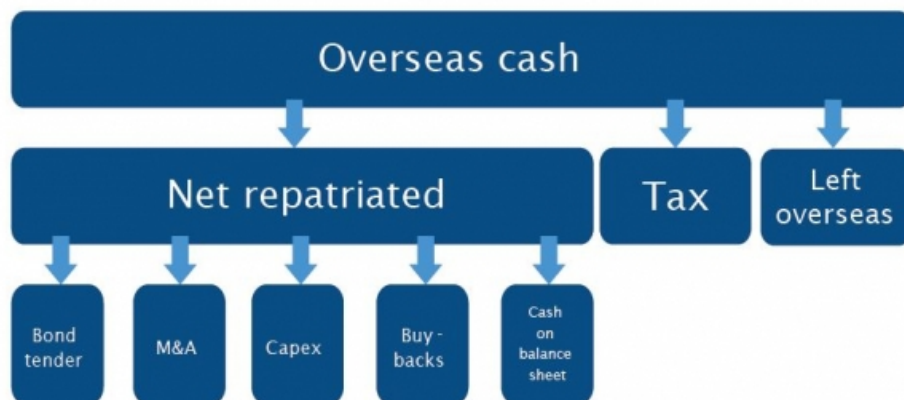 Overseas cash
Net repatriated
Tax
Left
overseas
Bond
tender
M&A
Capex
Buy -
backs
Cash
on
balance
sheet